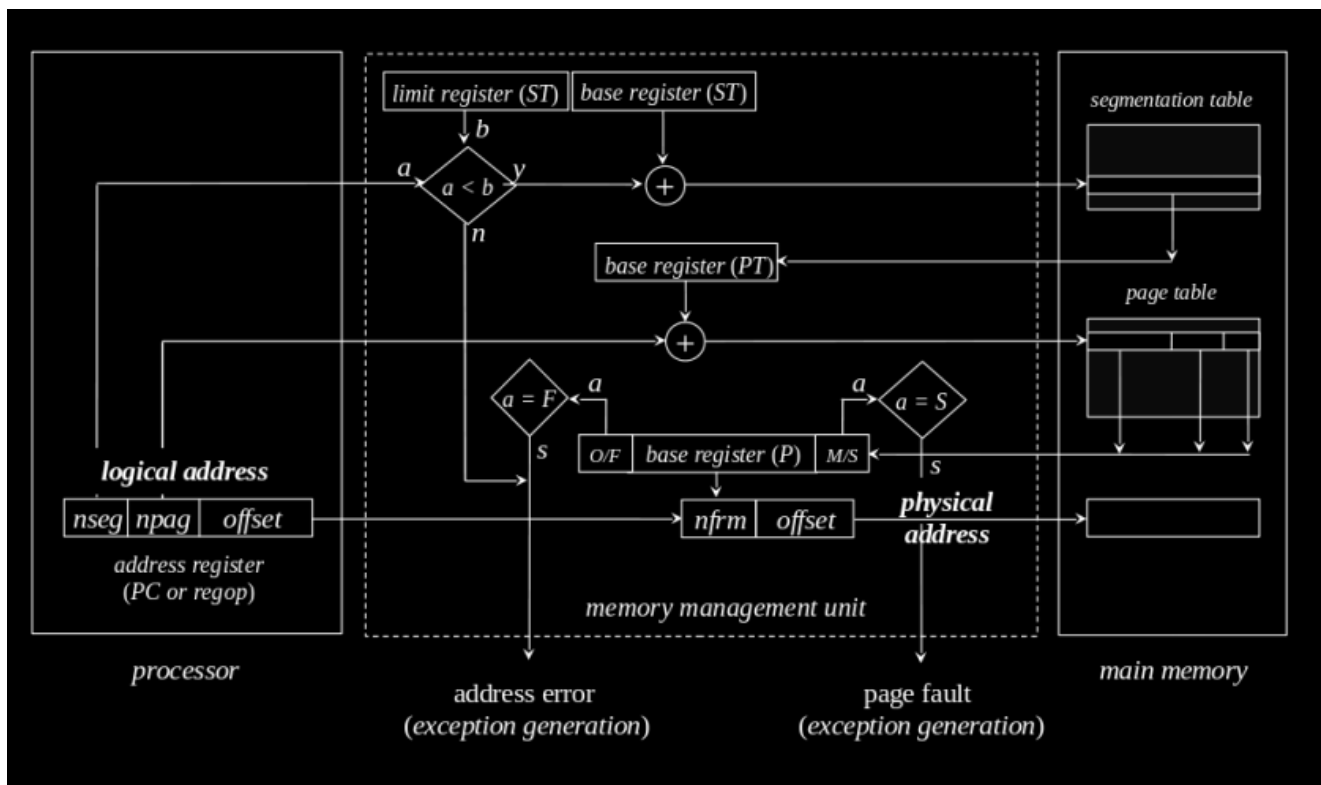 limit register (ST)
base register (ST)
segmentation table
b
a
a < b
y
+
n
base register (PT)
page table
+
a = F
a
a
a = S
s
O/F
base register (P)
M/S
s
logical address
physical
address
nseg
npag
offset
nfrm
offset
address register
(PC or regop)
memory management unit
processor
main memory
address error
(exception generation)
page fault
(exception generation)